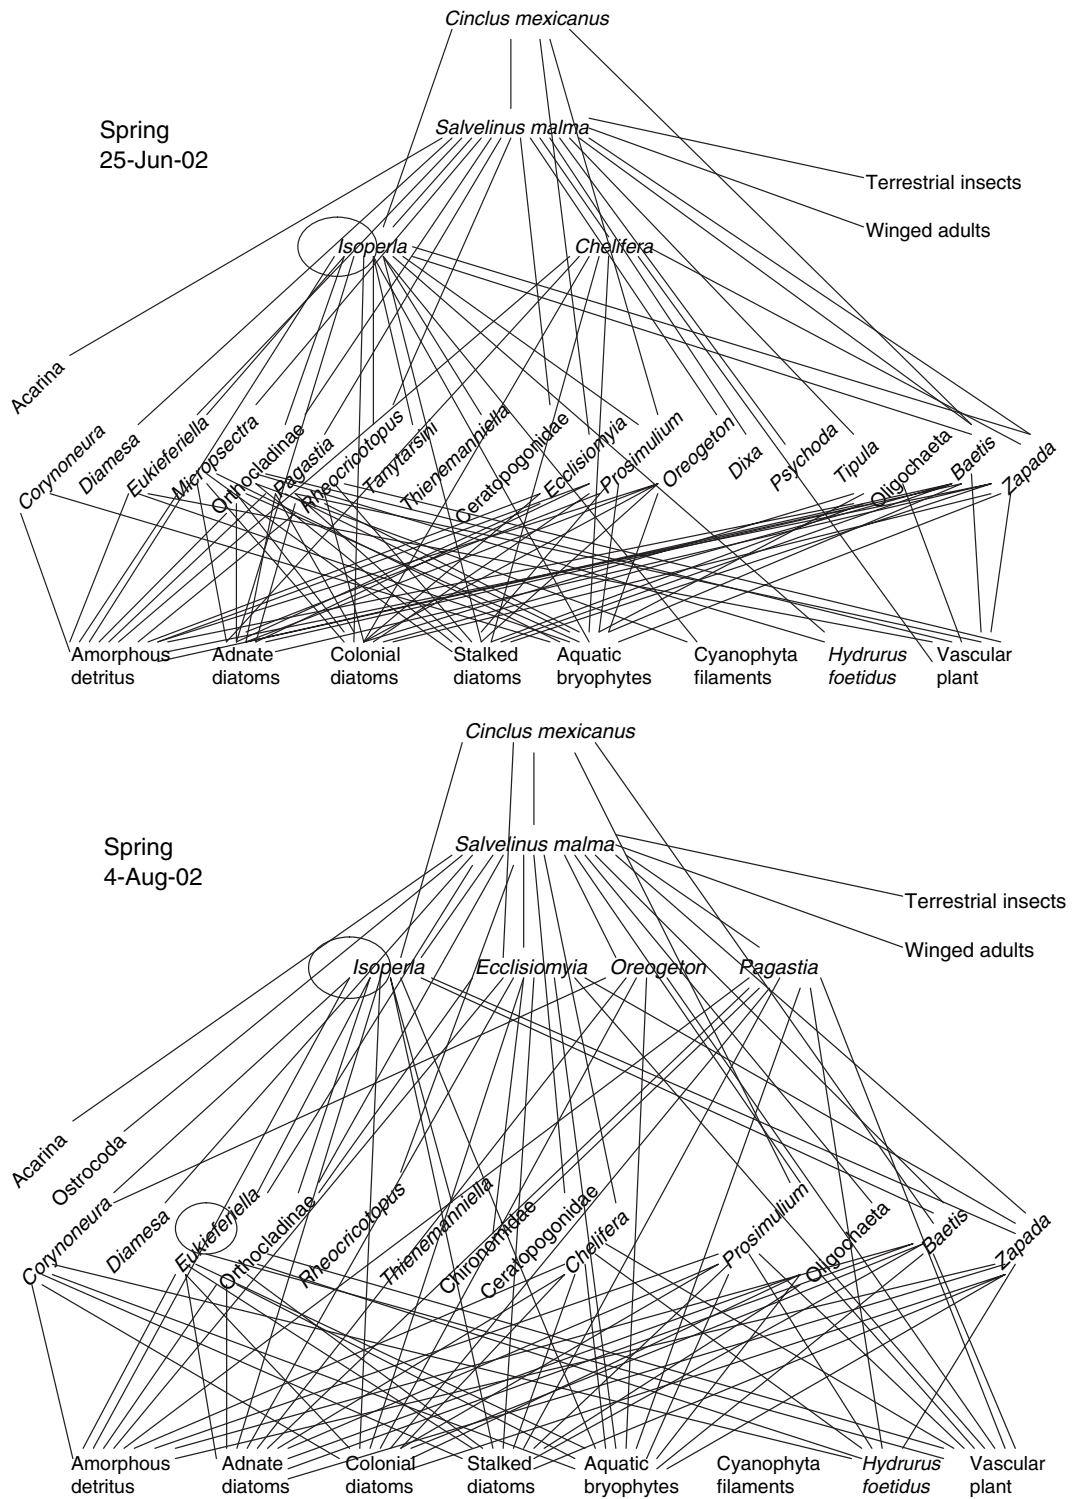 Cinclus mexicanus
Spring
25-Jun-02
Salvelinus malma
Terrestrial insects
Winged adults
Isoperla
Chelifera
Acarina
Corynoneura
Diamesa
Eukieferiella
Micropsectra
Orthocladinae
Pagastia
Rheocricotopus
Tanytarsini
Thienemanniella
Ceratopogonidae
Ecclisiomyia
Prosimulium
Oreogeton
Dixa
Psychoda
Tipula
Oligochaeta
Baetis
Zapada
Amorphous
detritus
Adnate
diatoms
Colonial
diatoms
Stalked
diatoms
Aquatic
bryophytes
Cyanophyta
filaments
Hydrurus
foetidus
Vascular
plant
Cinclus mexicanus
Spring
4-Aug-02
Salvelinus malma
Terrestrial insects
Winged adults
Isoperla
Ecclisiomyia
Oreogeton
Pagastia
Acarina
Ostrocoda
Corynoneura
Diamesa
Eukieferiella
Orthocladinae
Rheocricotopus
Thienemanniella
Chironomidae
Ceratopogonidae
Chelifera
Prosimulium
Oligochaeta
Baetis
Zapada
Amorphous
detritus
Adnate
diatoms
Colonial
diatoms
Stalked
diatoms
Aquatic
bryophytes
Cyanophyta
filaments
Hydrurus
foetidus
Vascular
plant